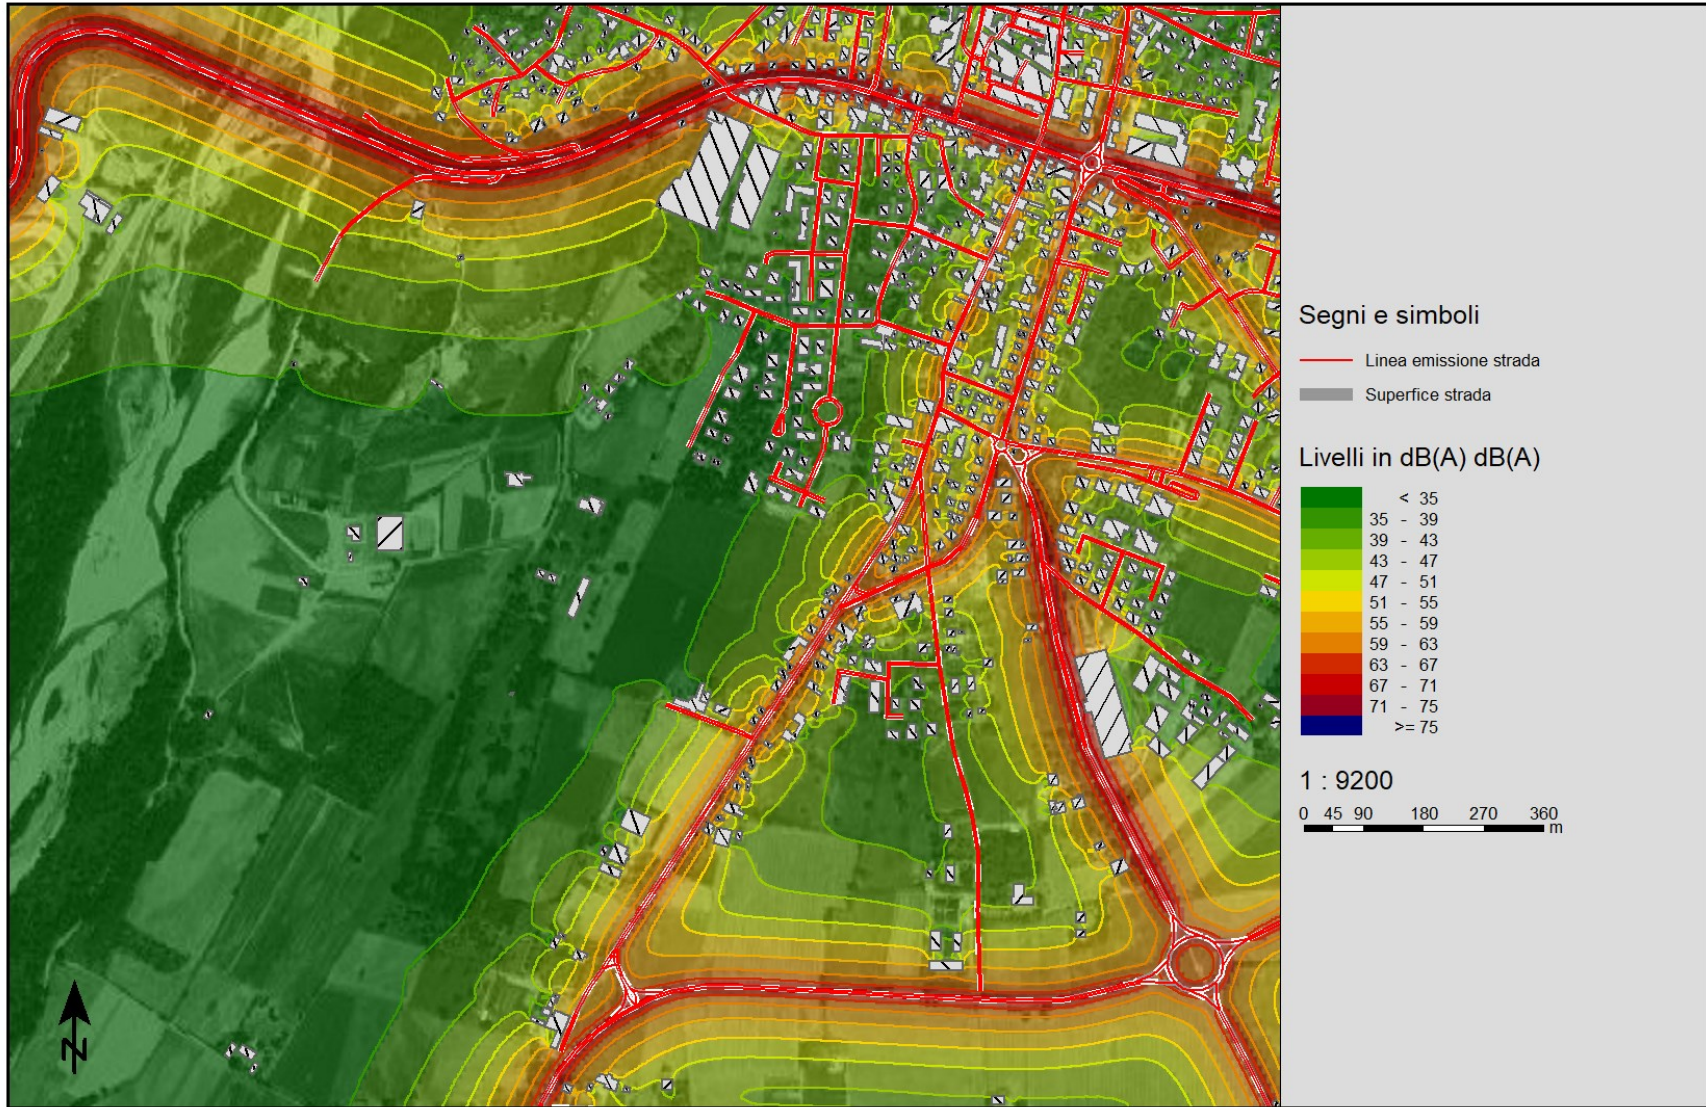 Segni e simboli
Linea emissione strada
Superfice strada
Livelli in dB(A) dB(A)
< 35
35 - 39
39 - 43
43 - 47
47 - 51
51 - 55
55 - 59
59 - 63
63 - 67
67 - 71
71 - 75
>= 75
1 : 9200
0 45 90 180 270 360
m
N